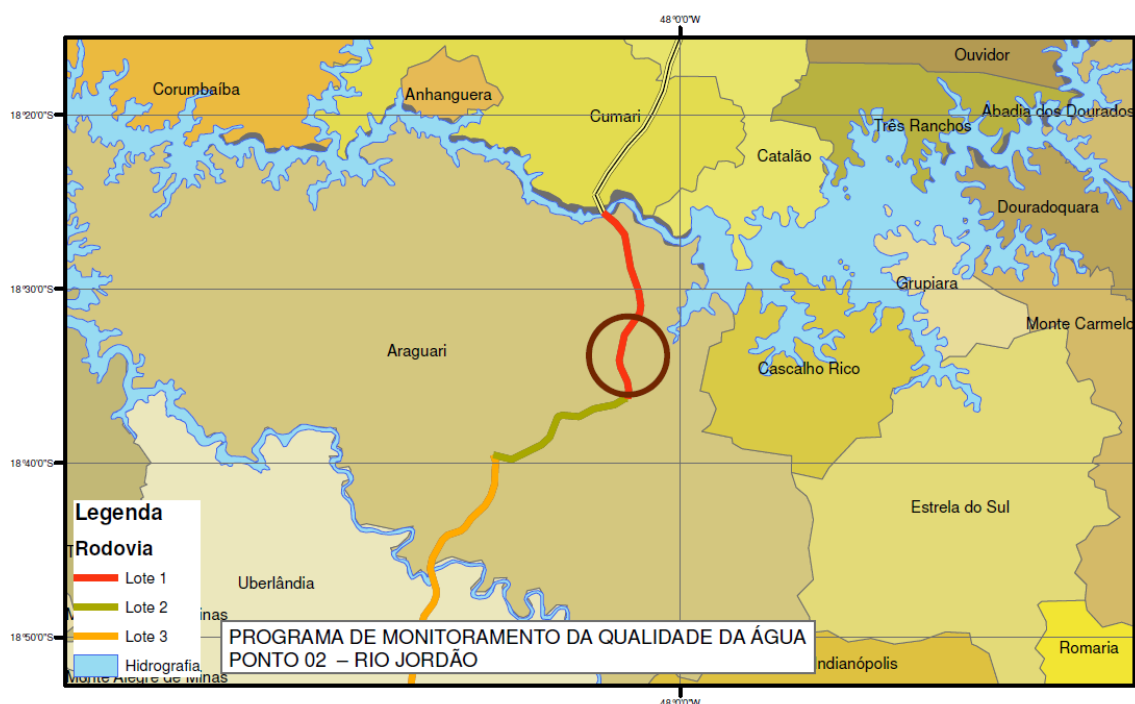 48°0'0"W
Ouvidor
Corumbaíba
Anhanguera
Abadia dos Dourados
18°20'0"S
Cumari
Três Ranchos
Catalão
Douradoquara
18°30'0"S
Grupiara
Monte Carmelo
Araguari
Cascalho Rico
18°40'0"S
Estrela do Sul
Legenda
Rodovia
Lote 1
Lote 2
Lote 3
Hidrografia
Uberlândia
inas
18°50'0"S
PROGRAMA DE MONITORAMENTO DA QUALIDADE DA ÁGUA
PONTO 02 – RIO JORDÃO
Romaria
Indianópolis
Monte Alegre de Minas
48°0'0"W